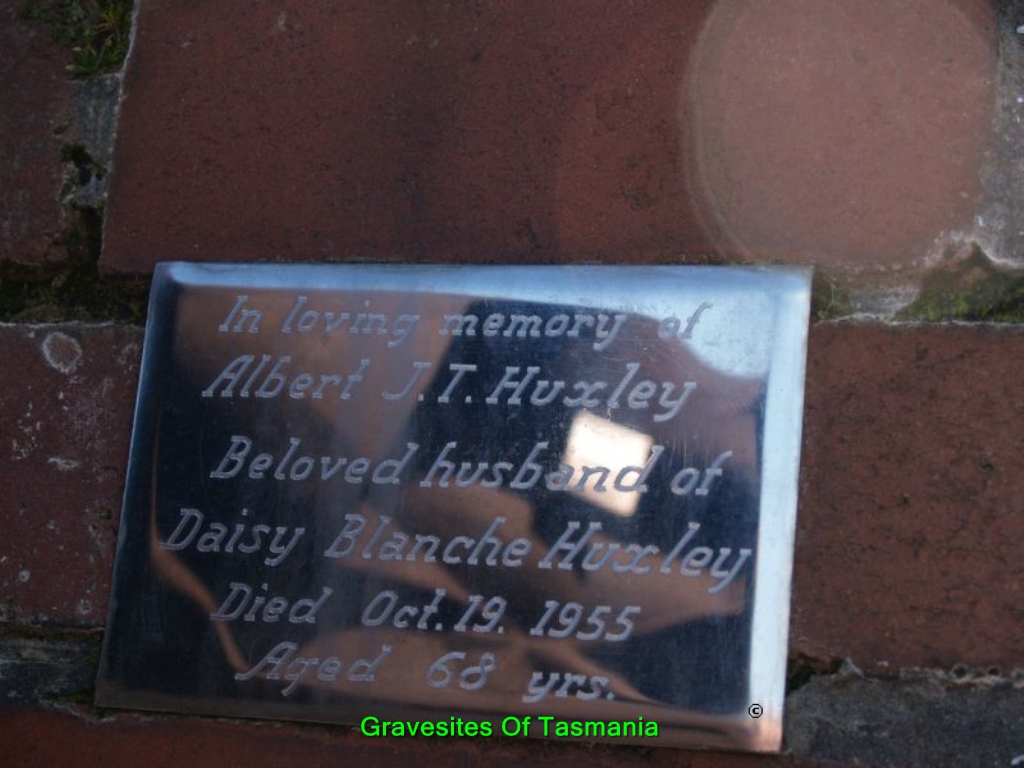 In loving memory of
Albert J.T. Huxley
Beloved husband of
Daisy Blanche Huxley
Died Oct. 19. 1955
Aged 68 yrs.
©
Gravesites Of Tasmania